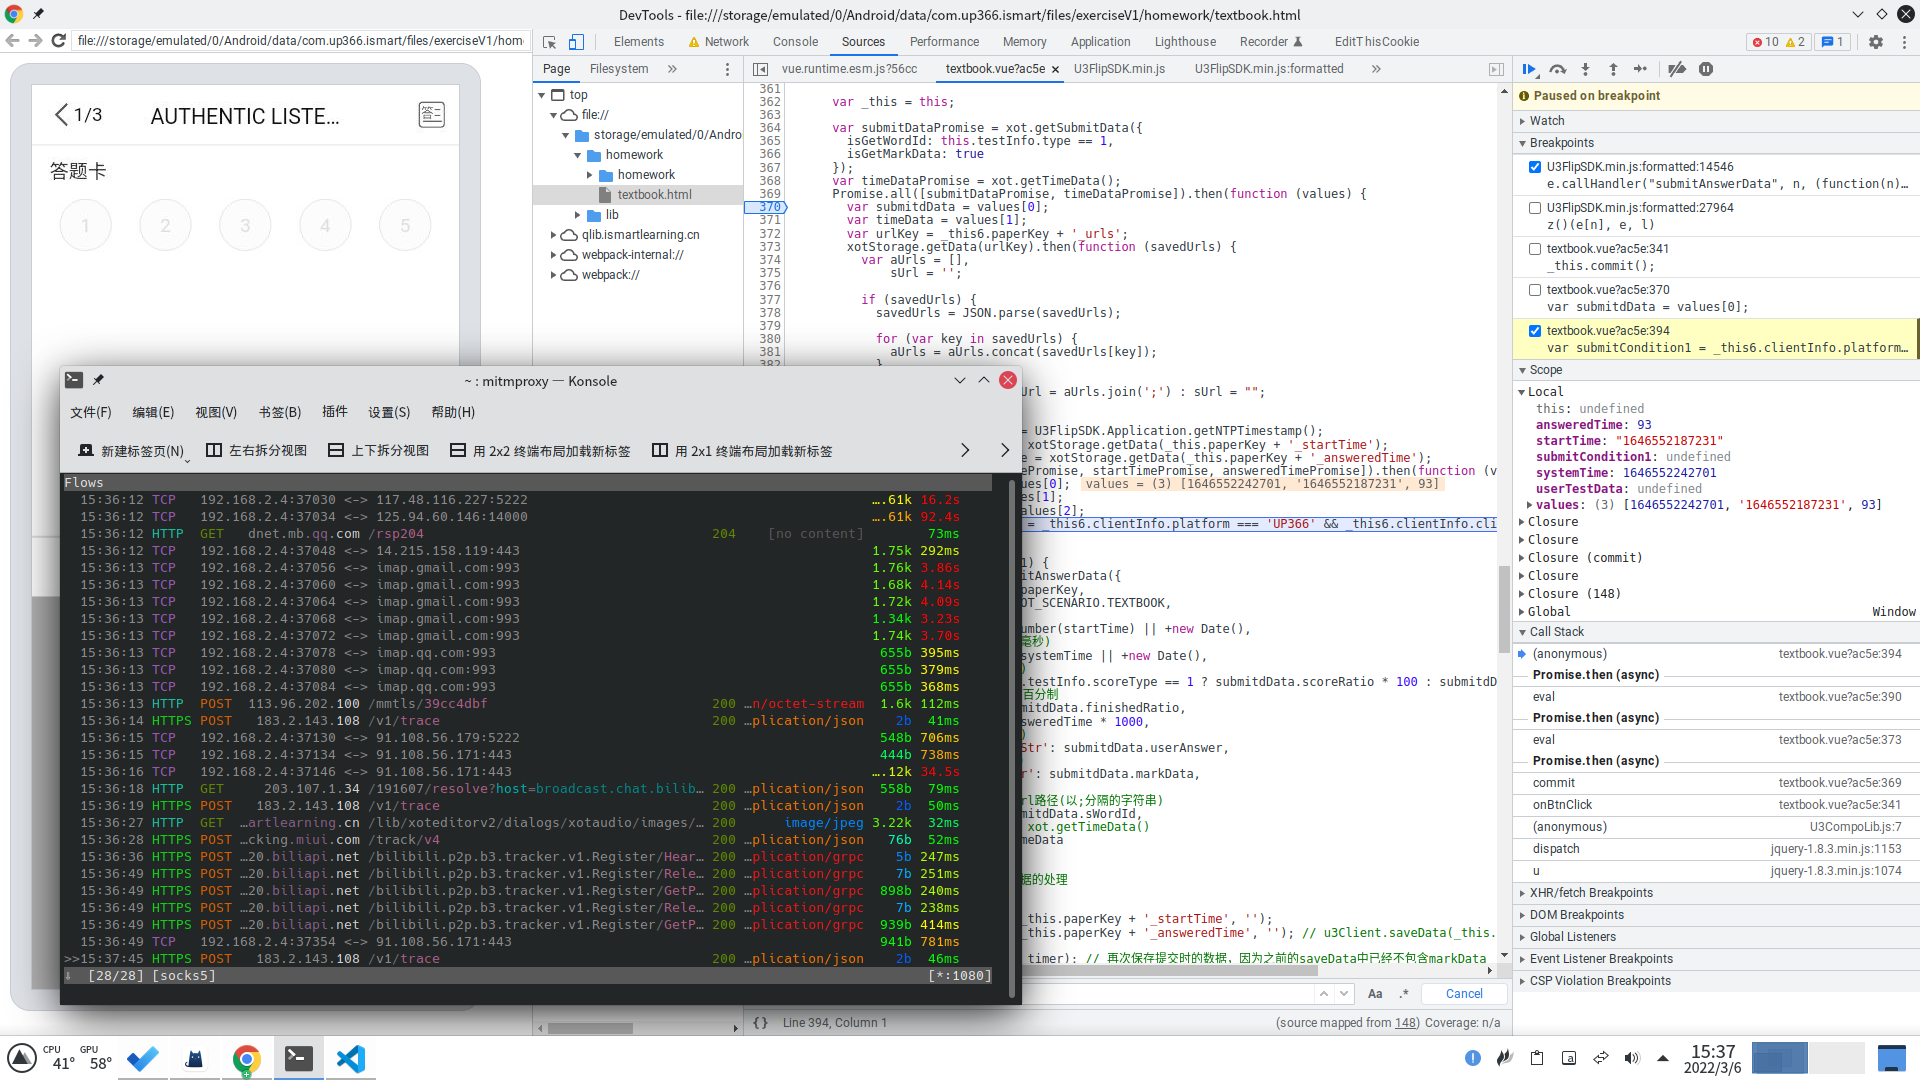 DevTools - file:///storage/emulated/0/Android/data/com.up366.ismart/files/exerciseV1/homework/textbook.html
file:///storage/emulated/0/Android/data/com.up366.ismart/files/exerciseV1/hom
Elements Network Console Sources Performance Memory Application Lighthouse Recorder EditThisCookie
10 2 1
1/3 AUTHENTIC LISTE... 答
答题卡
1 2 3 4 5
Page Filesystem
top
file://
storage/emulated/0/Andro
homework
homework
textbook.html
lib
qlib.ismartlearning.cn
webpack-internal://
webpack://
vue.runtime.esm.js?56cc textbook.vue?ac5e U3FlipSDK.min.js U3FlipSDK.min.js:formatted
361
362 var _this = this;
363
364 var submitDataPromise = xot.getSubmitData({
365 isGetWordId: this.testInfo.type == 1,
366 isGetMarkData: true
367 });
368 var timeDataPromise = xot.getTimeData();
369 Promise.all([submitDataPromise, timeDataPromise]).then(function (values) {
370 var submitdData = values[0];
371 var timeData = values[1];
372 var urlKey = _this6.paperKey + '_urls';
373 xotStorage.getData(urlKey).then(function (savedUrls) {
374 var aUrls = [],
375 sUrl = '';
376
377 if (savedUrls) {
378 savedUrls = JSON.parse(savedUrls);
379
380 for (var key in savedUrls) {
381 aUrls = aUrls.concat(savedUrls[key]);
382 }
Url = aUrls.join(';') : sUrl = "";
= U3FlipSDK.Application.getNTPTimestamp();
xotStorage.getData(_this.paperKey + '_startTime');
e = xotStorage.getData(_this.paperKey + '_answeredTime');
ePromise, startTimePromise, answeredTimePromise]).then(function (v
ues[0]; values = (3) [1646552242701, '1646552187231', 93]
es[1];
alues[2];
= _this6.clientInfo.platform === 'UP366' && _this6.clientInfo.cli
1) {
itAnswerData({
paperKey,
OT_SCENARIO.TEXTBOOK,
umber(startTime) || +new Date(),
毫秒)
systemTime || +new Date(),
)
.testInfo.scoreType == 1 ? submitdData.scoreRatio * 100 : submitdD
百分制
mitdData.finishedRatio,
sweredTime * 1000,
)
Str': submitdData.userAnswer,
r': submitdData.markData,
rl路径(以;分隔的字符串)
mitdData.sWordId,
xot.getTimeData()
meData
据的处理
_this.paperKey + '_startTime', '');
_this.paperKey + '_answeredTime', ''); // u3Client.saveData(_this.
timer); // 再次保存提交时的数据，因为之前的saveData中已经不包含markData
Aa .* Cancel
{} Line 394, Column 1 (source mapped from 148) Coverage: n/a
~ : mitmproxy — Konsole
文件(F) 编辑(E) 视图(V) 书签(B) 插件 设置(S) 帮助(H)
新建标签页(N) 左右拆分视图 上下拆分视图 用 2x2 终端布局加载新标签 用 2x1 终端布局加载新标签
Flows
15:36:12 TCP 192.168.2.4:37030 <-> 117.48.116.227:5222 ….61k 16.2s
15:36:12 TCP 192.168.2.4:37034 <-> 125.94.60.146:14000 ….61k 92.4s
15:36:12 HTTP GET dnet.mb.qq.com /rsp204 204 [no content] 73ms
15:36:12 TCP 192.168.2.4:37048 <-> 14.215.158.119:443 1.75k 292ms
15:36:13 TCP 192.168.2.4:37056 <-> imap.gmail.com:993 1.76k 3.86s
15:36:13 TCP 192.168.2.4:37060 <-> imap.gmail.com:993 1.68k 4.14s
15:36:13 TCP 192.168.2.4:37064 <-> imap.gmail.com:993 1.72k 4.09s
15:36:13 TCP 192.168.2.4:37068 <-> imap.gmail.com:993 1.34k 3.23s
15:36:13 TCP 192.168.2.4:37072 <-> imap.gmail.com:993 1.74k 3.70s
15:36:13 TCP 192.168.2.4:37078 <-> imap.qq.com:993 655b 395ms
15:36:13 TCP 192.168.2.4:37080 <-> imap.qq.com:993 655b 379ms
15:36:13 TCP 192.168.2.4:37084 <-> imap.qq.com:993 655b 368ms
15:36:13 HTTP POST 113.96.202.100 /mmtls/39cc4dbf 200 …n/octet-stream 1.6k 112ms
15:36:14 HTTPS POST 183.2.143.108 /v1/trace 200 …plication/json 2b 41ms
15:36:15 TCP 192.168.2.4:37130 <-> 91.108.56.179:5222 548b 706ms
15:36:15 TCP 192.168.2.4:37134 <-> 91.108.56.171:443 444b 738ms
15:36:16 TCP 192.168.2.4:37146 <-> 91.108.56.171:443 ….12k 34.5s
15:36:18 HTTP GET 203.107.1.34 /191607/resolve?host=broadcast.chat.bilib… 200 …plication/json 558b 79ms
15:36:19 HTTPS POST 183.2.143.108 /v1/trace 200 …plication/json 2b 50ms
15:36:27 HTTP GET …artlearning.cn /lib/xoteditorv2/dialogs/xotaudio/images/… 200 image/jpeg 3.22k 32ms
15:36:28 HTTPS POST …cking.miui.com /track/v4 200 …plication/json 76b 52ms
15:36:36 HTTPS POST …20.biliapi.net /bilibili.p2p.b3.tracker.v1.Register/Hear… 200 …plication/grpc 5b 247ms
15:36:49 HTTPS POST …20.biliapi.net /bilibili.p2p.b3.tracker.v1.Register/Rele… 200 …plication/grpc 7b 251ms
15:36:49 HTTPS POST …20.biliapi.net /bilibili.p2p.b3.tracker.v1.Register/GetP… 200 …plication/grpc 898b 240ms
15:36:49 HTTPS POST …20.biliapi.net /bilibili.p2p.b3.tracker.v1.Register/Rele… 200 …plication/grpc 7b 238ms
15:36:49 HTTPS POST …20.biliapi.net /bilibili.p2p.b3.tracker.v1.Register/GetP… 200 …plication/grpc 939b 414ms
15:36:49 TCP 192.168.2.4:37354 <-> 91.108.56.171:443 941b 781ms
>>15:37:45 HTTPS POST 183.2.143.108 /v1/trace 200 …plication/json 2b 46ms
⇩ [28/28] [socks5] [*:1080]
Paused on breakpoint
Watch
Breakpoints
U3FlipSDK.min.js:formatted:14546
e.callHandler("submitAnswerData", n, (function(n)…
U3FlipSDK.min.js:formatted:27964
z()(e[n], e, l)
textbook.vue?ac5e:341
_this.commit();
textbook.vue?ac5e:370
var submitdData = values[0];
textbook.vue?ac5e:394
var submitCondition1 = _this6.clientInfo.platform…
Scope
Local
this: undefined
answeredTime: 93
startTime: "1646552187231"
submitCondition1: undefined
systemTime: 1646552242701
userTestData: undefined
values: (3) [1646552242701, '1646552187231', 93]
Closure
Closure
Closure (commit)
Closure
Closure (148)
Global Window
Call Stack
(anonymous) textbook.vue?ac5e:394
Promise.then (async)
eval textbook.vue?ac5e:390
Promise.then (async)
eval textbook.vue?ac5e:373
Promise.then (async)
commit textbook.vue?ac5e:369
onBtnClick textbook.vue?ac5e:341
(anonymous) U3CompoLib.js:7
dispatch jquery-1.8.3.min.js:1153
u jquery-1.8.3.min.js:1074
XHR/fetch Breakpoints
DOM Breakpoints
Global Listeners
Event Listener Breakpoints
CSP Violation Breakpoints
CPU 41° GPU 58°
a
15:37
2022/3/6